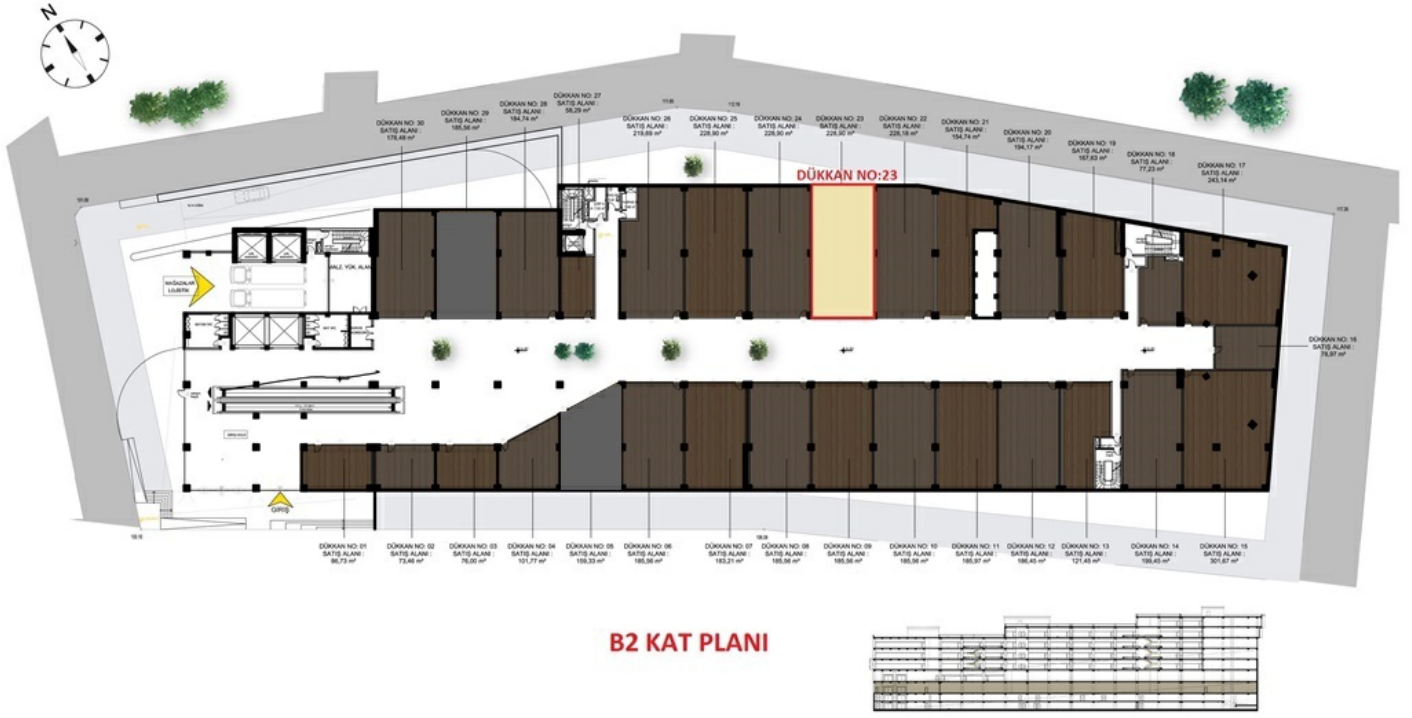 N
DÜKKAN NO: 30
SATIŞ ALANI :
178,48 m²
DÜKKAN NO: 29
SATIŞ ALANI :
185,56 m²
DÜKKAN NO: 28
SATIŞ ALANI :
184,74 m²
DÜKKAN NO: 27
SATIŞ ALANI :
58,29 m²
DÜKKAN NO: 26
SATIŞ ALANI :
219,69 m²
DÜKKAN NO: 25
SATIŞ ALANI :
228,90 m²
DÜKKAN NO: 24
SATIŞ ALANI :
228,90 m²
DÜKKAN NO: 23
SATIŞ ALANI :
228,90 m²
DÜKKAN NO: 22
SATIŞ ALANI :
228,18 m²
DÜKKAN NO: 21
SATIŞ ALANI :
154,74 m²
DÜKKAN NO: 20
SATIŞ ALANI :
194,17 m²
DÜKKAN NO: 19
SATIŞ ALANI :
167,63 m²
DÜKKAN NO: 18
SATIŞ ALANI :
77,23 m²
DÜKKAN NO: 17
SATIŞ ALANI :
243,14 m²
DÜKKAN NO:23
MAĞAZALAR
LOJİSTİK
MALZ. YÜK. ALANI
DÜKKAN NO: 16
SATIŞ ALANI :
78,97 m²
GİRİŞ
DÜKKAN NO: 01
SATIŞ ALANI :
86,73 m²
DÜKKAN NO: 02
SATIŞ ALANI :
73,46 m²
DÜKKAN NO: 03
SATIŞ ALANI :
76,00 m²
DÜKKAN NO: 04
SATIŞ ALANI :
101,77 m²
DÜKKAN NO: 05
SATIŞ ALANI :
159,33 m²
DÜKKAN NO: 06
SATIŞ ALANI :
185,56 m²
DÜKKAN NO: 07
SATIŞ ALANI :
183,21 m²
DÜKKAN NO: 08
SATIŞ ALANI :
185,56 m²
DÜKKAN NO: 09
SATIŞ ALANI :
185,56 m²
DÜKKAN NO: 10
SATIŞ ALANI :
185,56 m²
DÜKKAN NO: 11
SATIŞ ALANI :
185,97 m²
DÜKKAN NO: 12
SATIŞ ALANI :
186,45 m²
DÜKKAN NO: 13
SATIŞ ALANI :
121,45 m²
DÜKKAN NO: 14
SATIŞ ALANI :
199,45 m²
DÜKKAN NO: 15
SATIŞ ALANI :
301,67 m²
B2 KAT PLANI